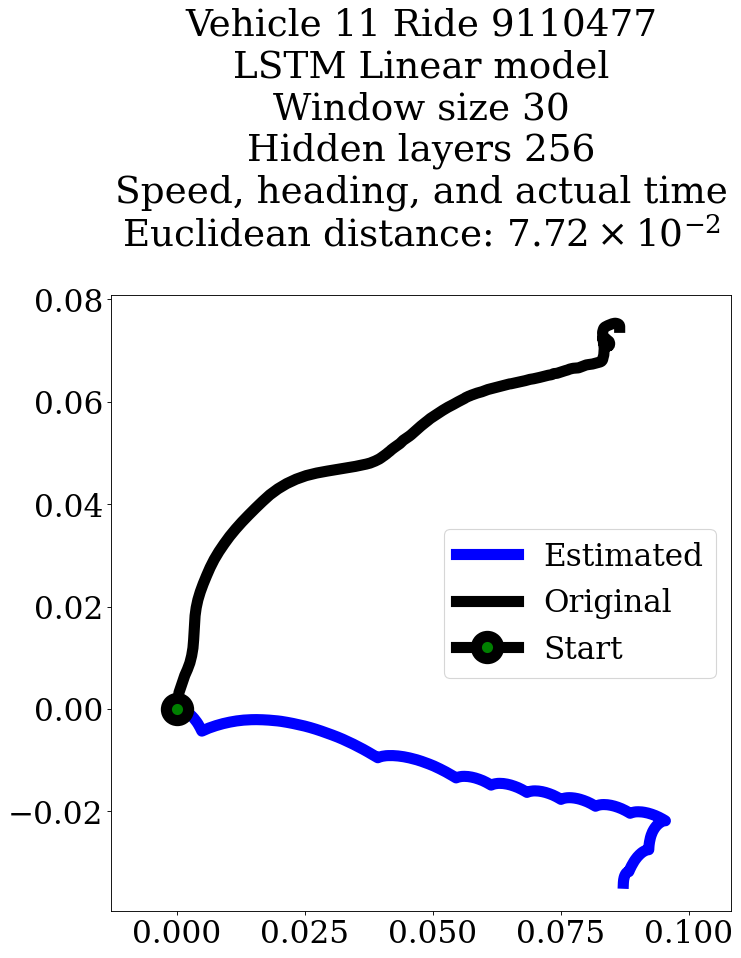 Vehicle 11 Ride 9110477
LSTM Linear model
Window size 30
Hidden layers 256
Speed, heading, and actual time
Euclidean distance: 7.72 × 10⁻²
0.08
0.06
0.04
0.02
0.00
−0.02
Estimated
Original
Start
0.000 0.025 0.050 0.075 0.100